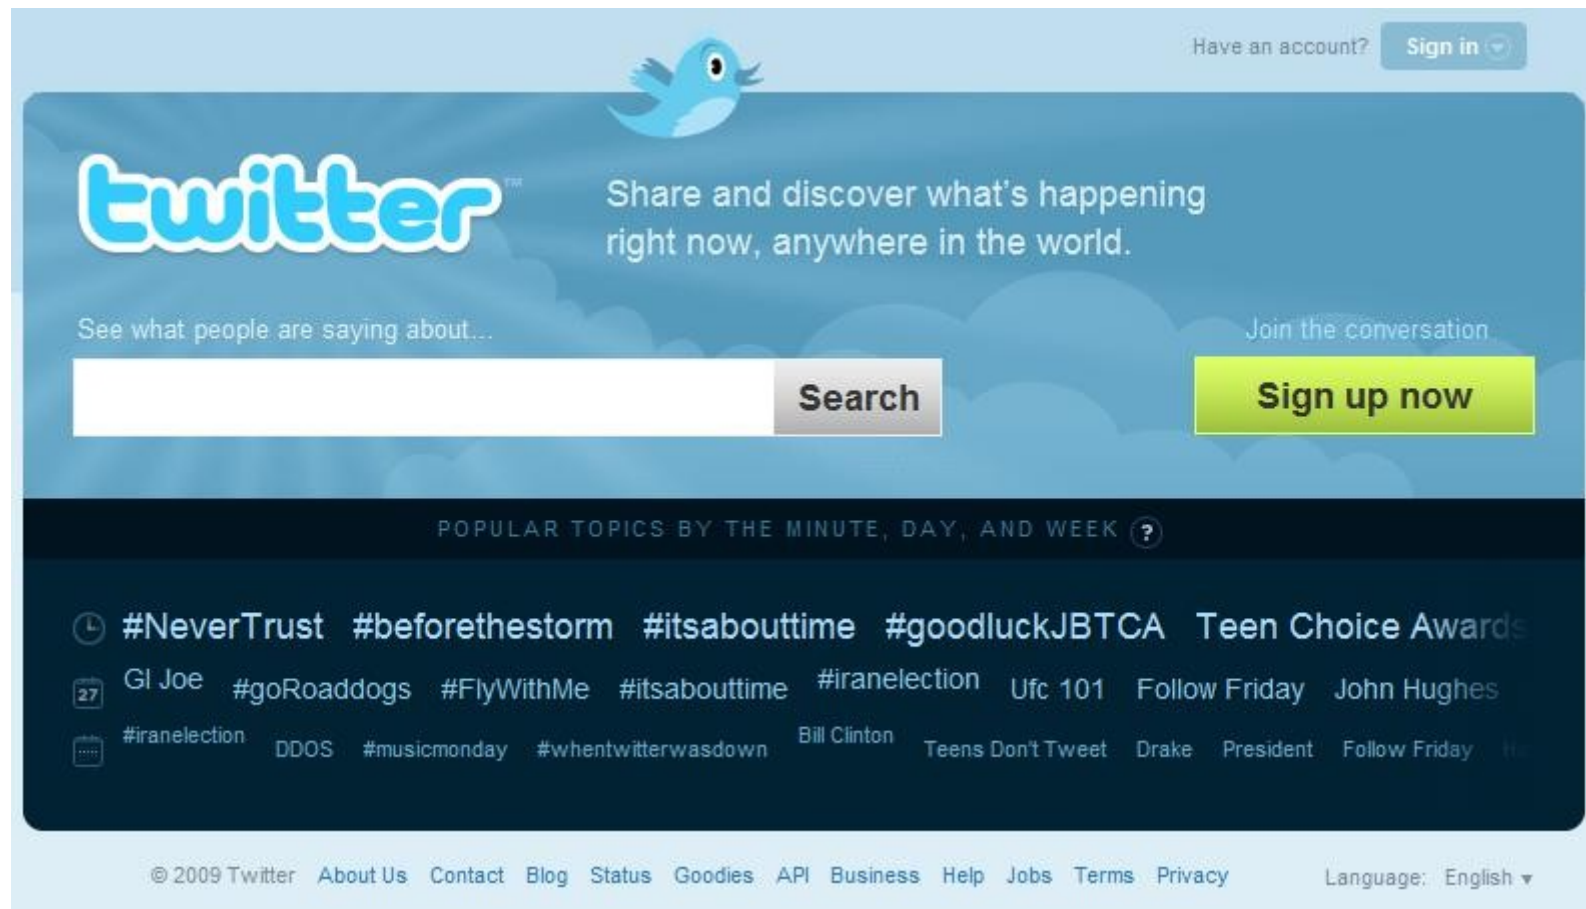 Have an account? Sign in
twitter™
Share and discover what's happening
right now, anywhere in the world.
See what people are saying about...
Join the conversation
Search
Sign up now
POPULAR TOPICS BY THE MINUTE, DAY, AND WEEK ?
#NeverTrust #beforethestorm #itsabouttime #goodluckJBTCA Teen Choice Awards
27 GI Joe #goRoaddogs #FlyWithMe #itsabouttime #iranelection Ufc 101 Follow Friday John Hughes
#iranelection DDOS #musicmonday #whentwitterwasdown Bill Clinton Teens Don't Tweet Drake President Follow Friday
© 2009 Twitter About Us Contact Blog Status Goodies API Business Help Jobs Terms Privacy Language: English